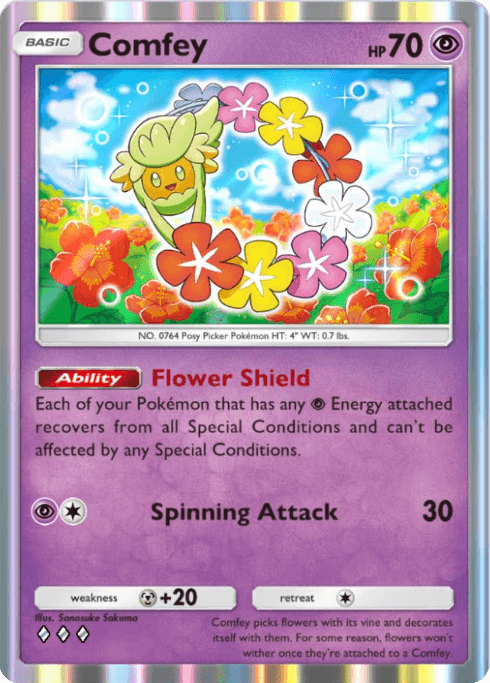 BASIC Comfey HP 70
NO. 0764 Posy Picker Pokémon HT: 4" WT: 0.7 lbs.
Ability Flower Shield
Each of your Pokémon that has any Energy attached
recovers from all Special Conditions and can't be
affected by any Special Conditions.
Spinning Attack 30
weakness +20 retreat
Illus. Sanosuke Sakuma
Comfey picks flowers with its vine and decorates
itself with them. For some reason, flowers won't
wither once they're attached to a Comfey.